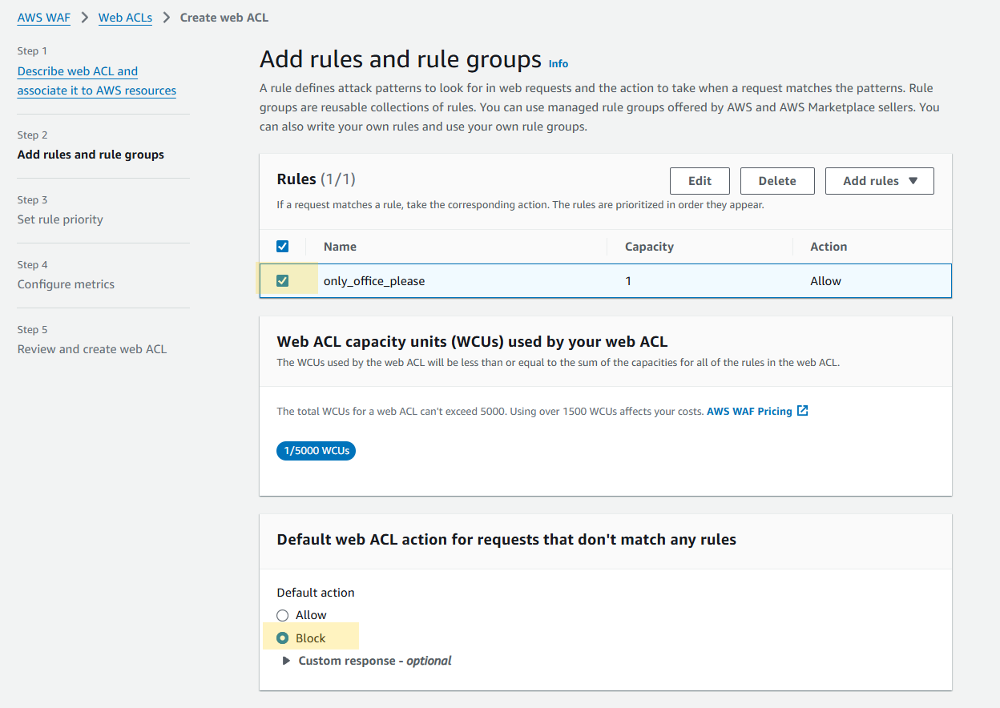 AWS WAF > Web ACLs > Create web ACL
Step 1
Describe web ACL and
associate it to AWS resources
Step 2
Add rules and rule groups
Step 3
Set rule priority
Step 4
Configure metrics
Step 5
Review and create web ACL
Add rules and rule groups Info
A rule defines attack patterns to look for in web requests and the action to take when a request matches the patterns. Rule
groups are reusable collections of rules. You can use managed rule groups offered by AWS and AWS Marketplace sellers. You
can also write your own rules and use your own rule groups.
Rules (1/1)
Edit
Delete
Add rules
If a request matches a rule, take the corresponding action. The rules are prioritized in order they appear.
Name Capacity Action
only_office_please 1 Allow
Web ACL capacity units (WCUs) used by your web ACL
The WCUs used by the web ACL will be less than or equal to the sum of the capacities for all of the rules in the web ACL.
The total WCUs for a web ACL can't exceed 5000. Using over 1500 WCUs affects your costs. AWS WAF Pricing
1/5000 WCUs
Default web ACL action for requests that don't match any rules
Default action
Allow
Block
Custom response - optional